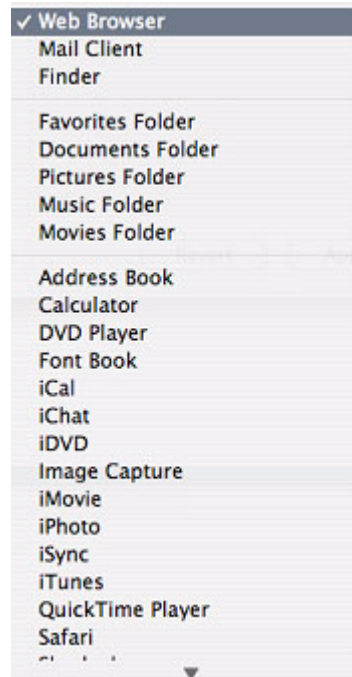 ✓ Web Browser
Mail Client
Finder
Favorites Folder
Documents Folder
Pictures Folder
Music Folder
Movies Folder
Address Book
Calculator
DVD Player
Font Book
iCal
iChat
iDVD
Image Capture
iMovie
iPhoto
iSync
iTunes
QuickTime Player
Safari